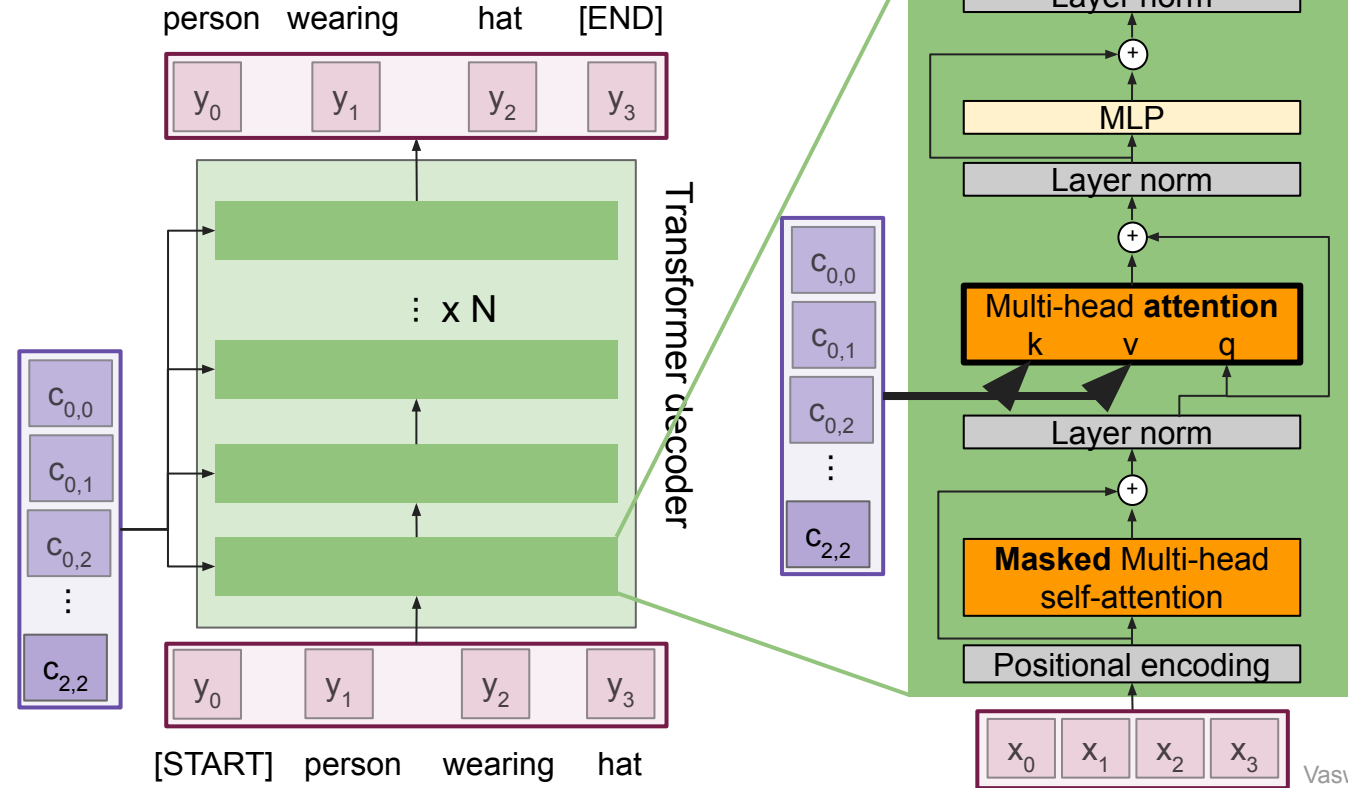 person wearing hat [END]
y0 y1 y2 y3
⋮ x N
Transformer decoder
c0,0
c0,1
c0,2
⋮
c2,2
y0 y1 y2 y3
[START] person wearing hat
Layer norm
+
MLP
Layer norm
+
Multi-head attention
k v q
Layer norm
+
Masked Multi-head
self-attention
Positional encoding
c0,0
c0,1
c0,2
⋮
c2,2
x0 x1 x2 x3